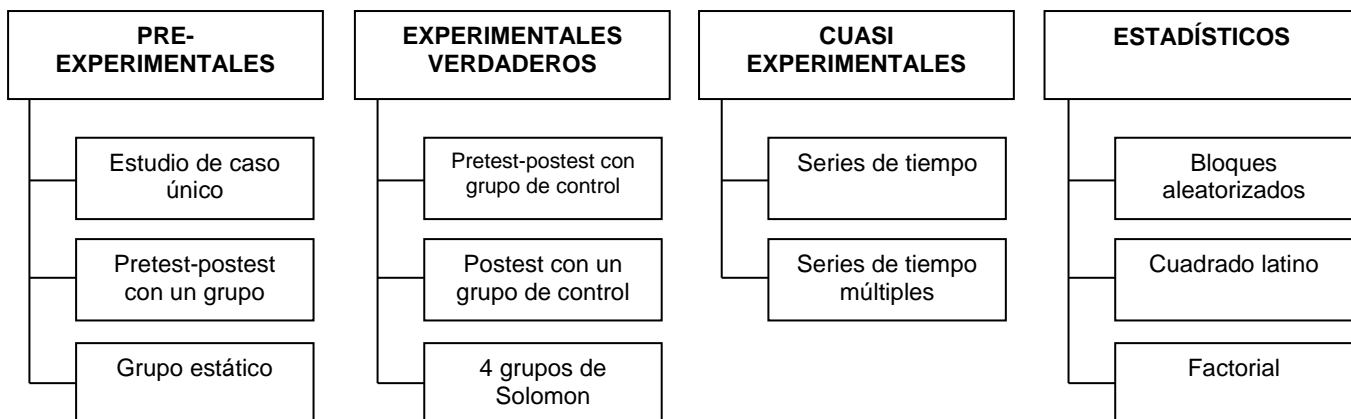 PRE-
EXPERIMENTALES
Estudio de caso
único
Pretest-postest
con un grupo
Grupo estático
EXPERIMENTALES
VERDADEROS
Pretest-postest con
grupo de control
Postest con un
grupo de control
4 grupos de
Solomon
CUASI
EXPERIMENTALES
Series de tiempo
Series de tiempo
múltiples
ESTADÍSTICOS
Bloques
aleatorizados
Cuadrado latino
Factorial